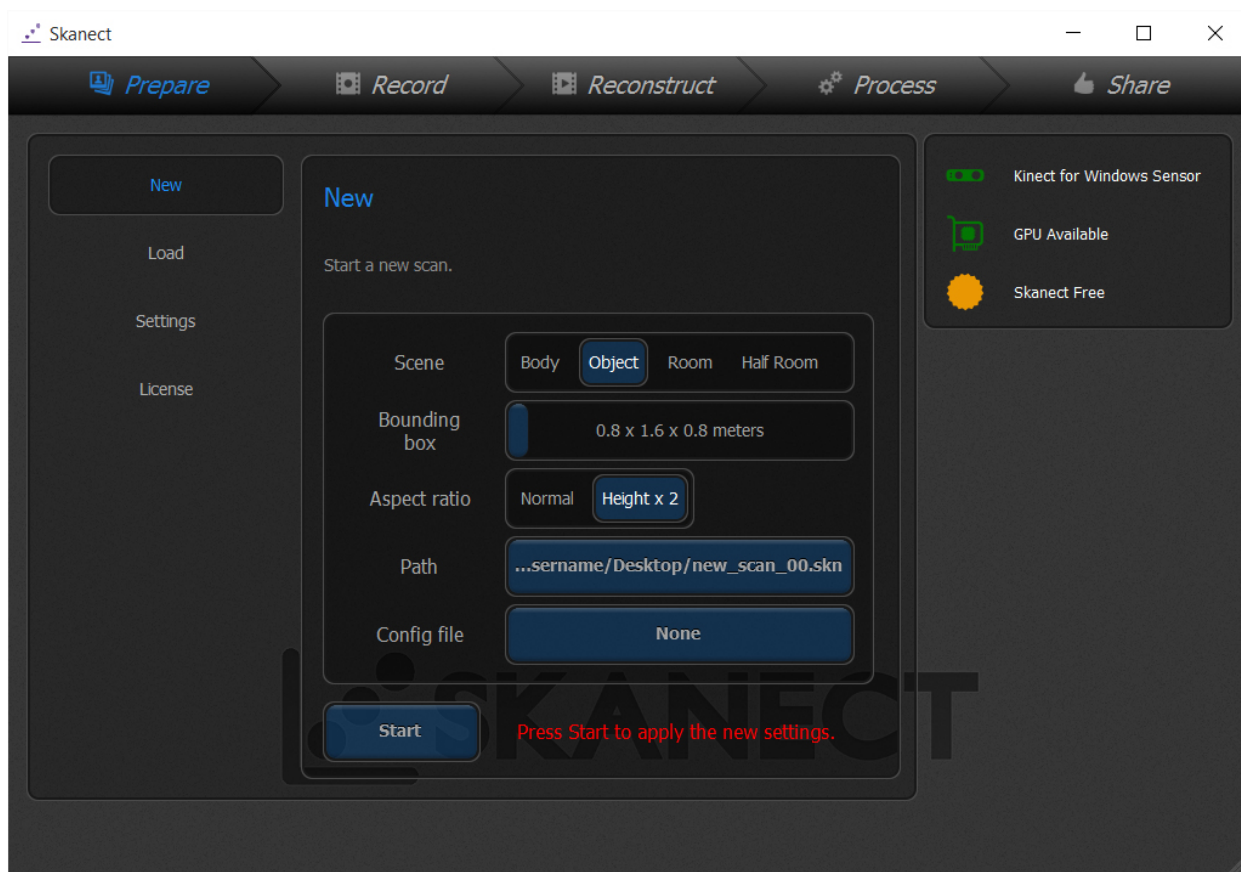 Skanect
Prepare
Record
Reconstruct
Process
Share
New
Load
Settings
License
New
Start a new scan.
Scene
Body Object Room Half Room
Bounding
box
0.8 x 1.6 x 0.8 meters
Aspect ratio
Normal Height x 2
Path
...sername/Desktop/new_scan_00.skn
Config file
None
Start
Press Start to apply the new settings.
SKANECT
Kinect for Windows Sensor
GPU Available
Skanect Free